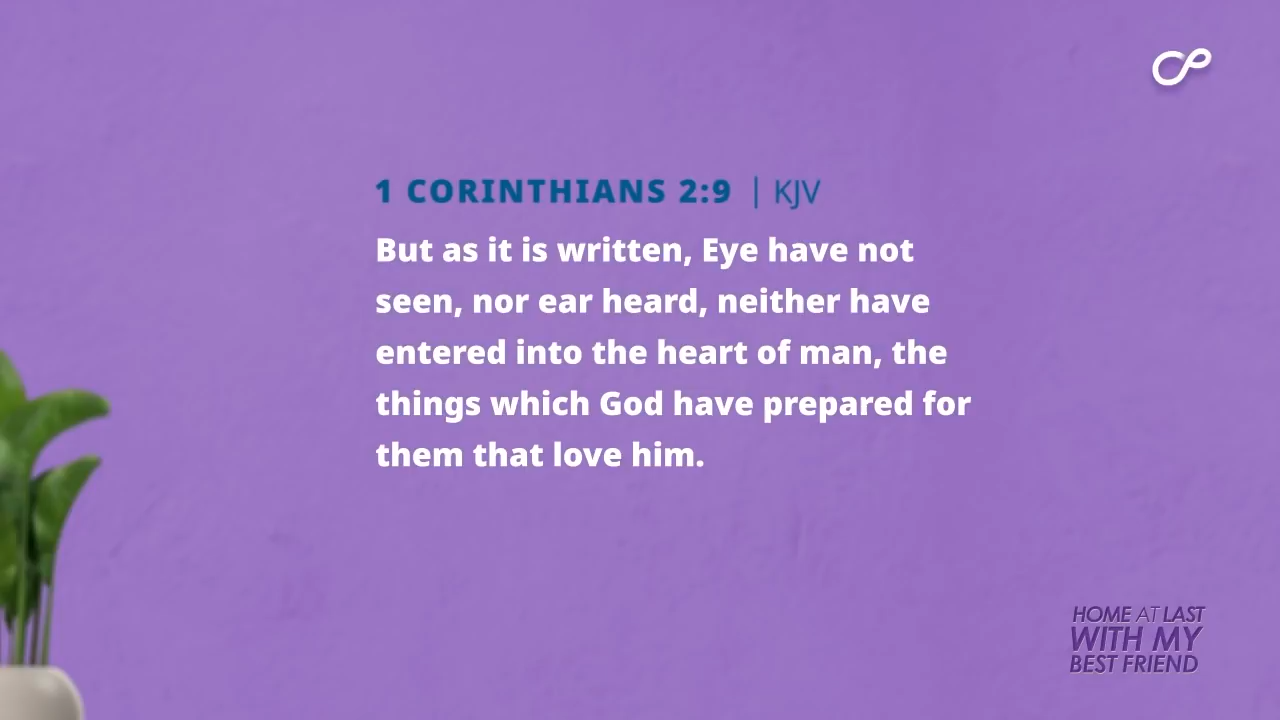 1 CORINTHIANS 2:9 | KJV
But as it is written, Eye have not
seen, nor ear heard, neither have
entered into the heart of man, the
things which God have prepared for
them that love him.
HOME AT LAST
WITH MY
BEST FRIEND